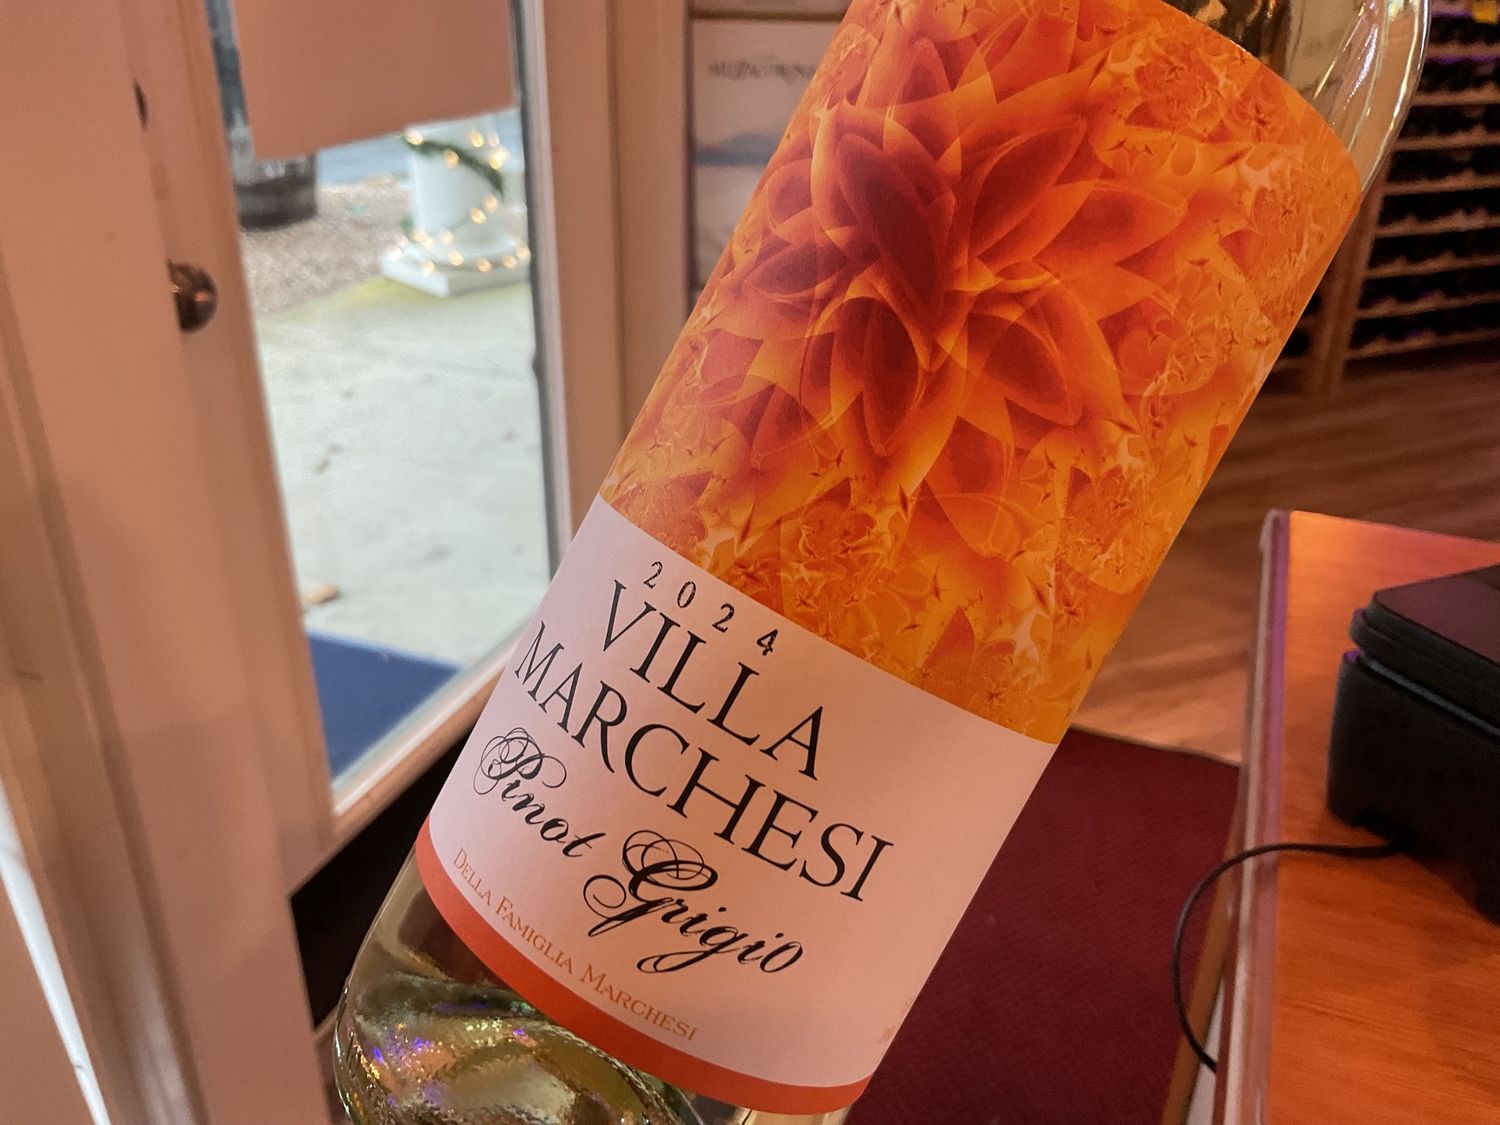 2024
VILLA
MARCHESI
Pinot Grigio
DELLA FAMIGLIA MARCHESI